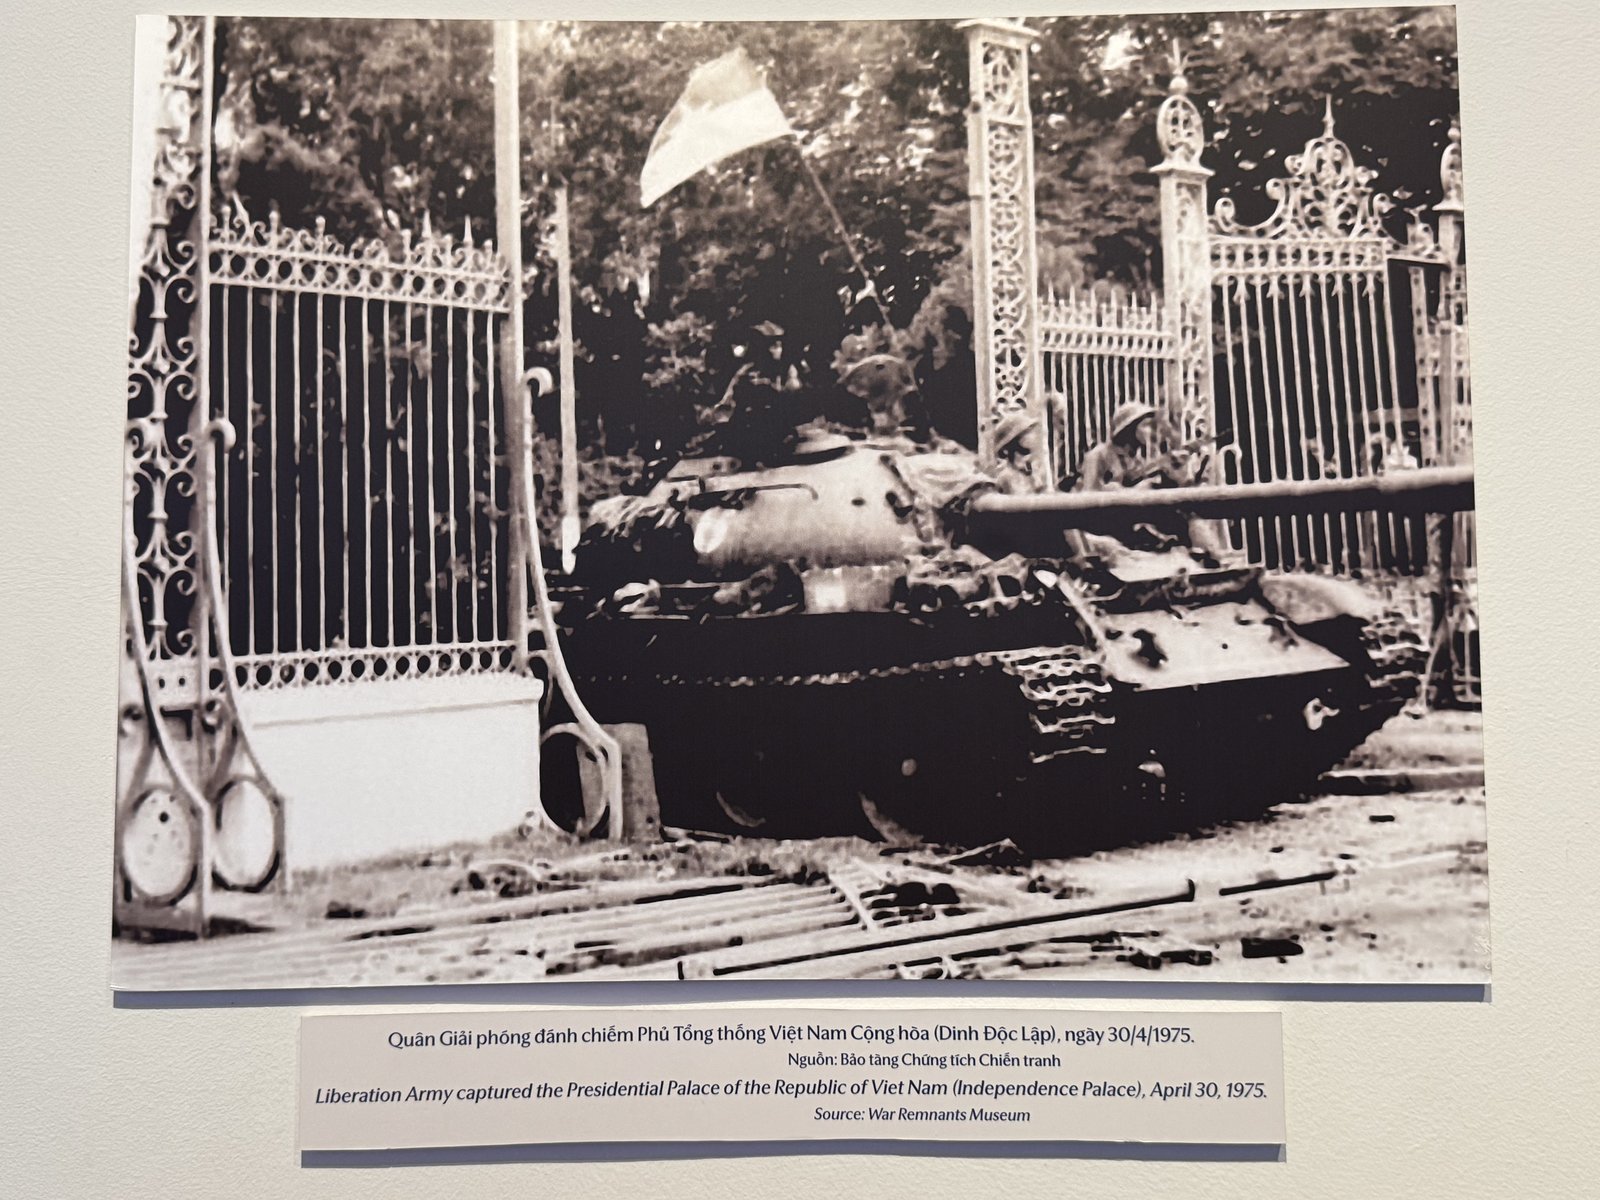 Quân Giải phóng đánh chiếm Phủ Tổng thống Việt Nam Cộng hòa (Dinh Độc Lập), ngày 30/4/1975.
Nguồn: Bảo tàng Chứng tích Chiến tranh
Liberation Army captured the Presidential Palace of the Republic of Viet Nam (Independence Palace), April 30, 1975.
Source: War Remnants Museum